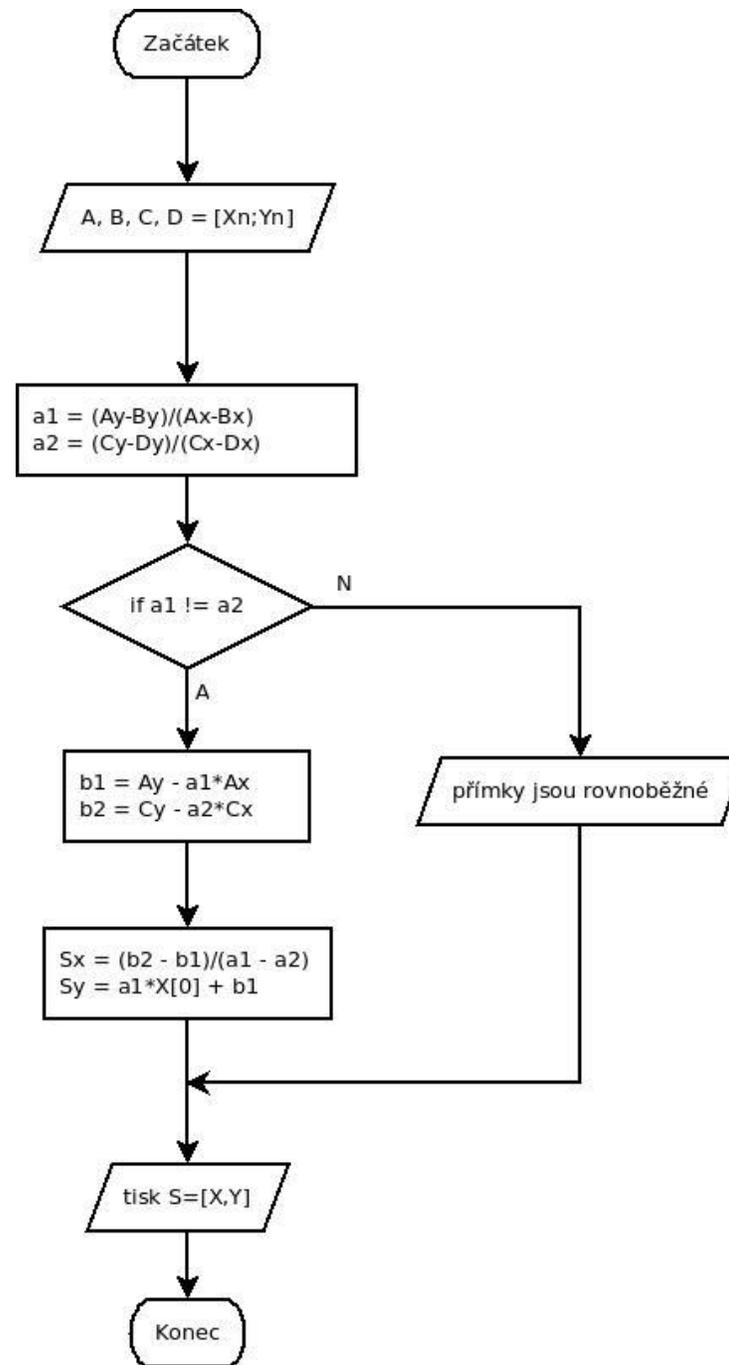 Začátek
A, B, C, D = [Xn;Yn]
a1 = (Ay-By)/(Ax-Bx)
a2 = (Cy-Dy)/(Cx-Dx)
if a1 != a2
N
A
b1 = Ay - a1*Ax
b2 = Cy - a2*Cx
přímky jsou rovnoběžné
Sx = (b2 - b1)/(a1 - a2)
Sy = a1*X[0] + b1
tisk S=[X,Y]
Konec